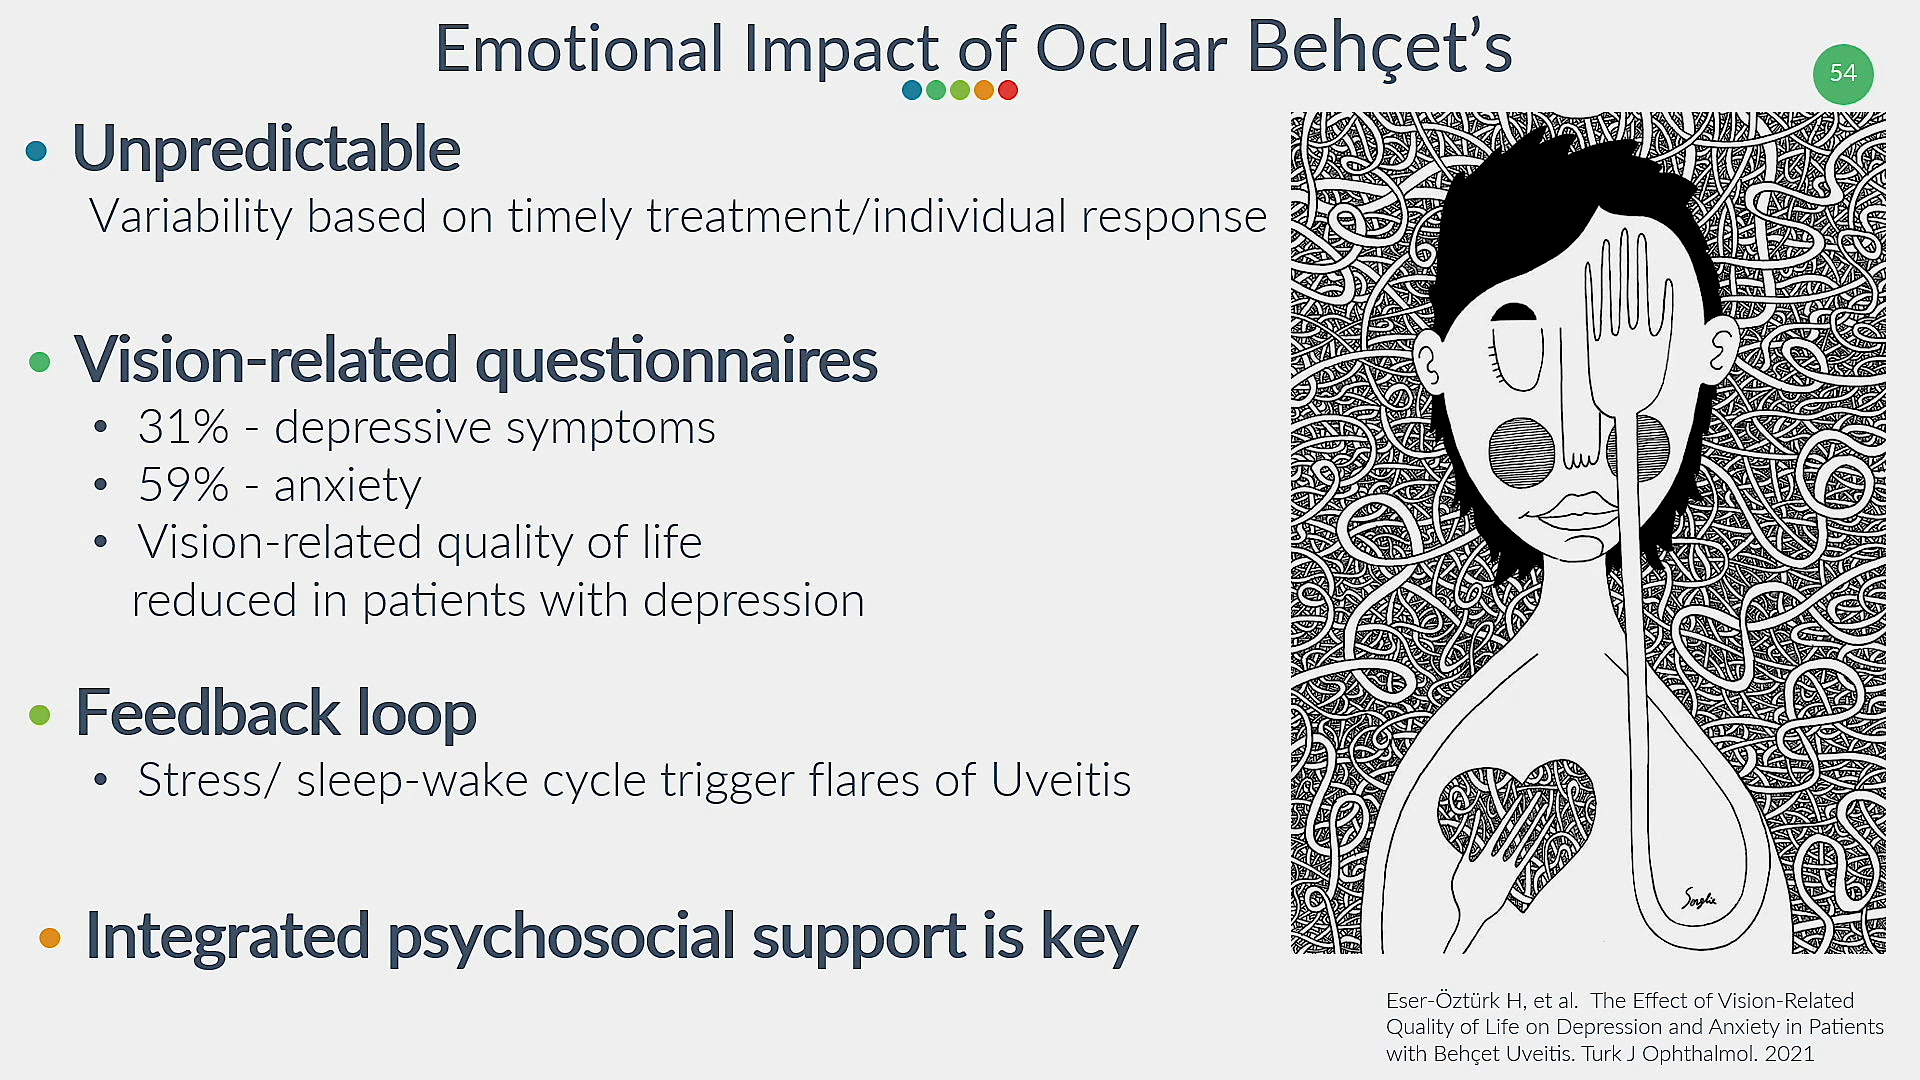 Emotional Impact of Ocular Behçet’s
54
• Unpredictable
Variability based on timely treatment/individual response
• Vision-related questionnaires
• 31% - depressive symptoms
• 59% - anxiety
• Vision-related quality of life
reduced in patients with depression
• Feedback loop
• Stress/ sleep-wake cycle trigger flares of Uveitis
• Integrated psychosocial support is key
Eser-Öztürk H, et al. The Effect of Vision-Related
Quality of Life on Depression and Anxiety in Patients
with Behçet Uveitis. Turk J Ophthalmol. 2021